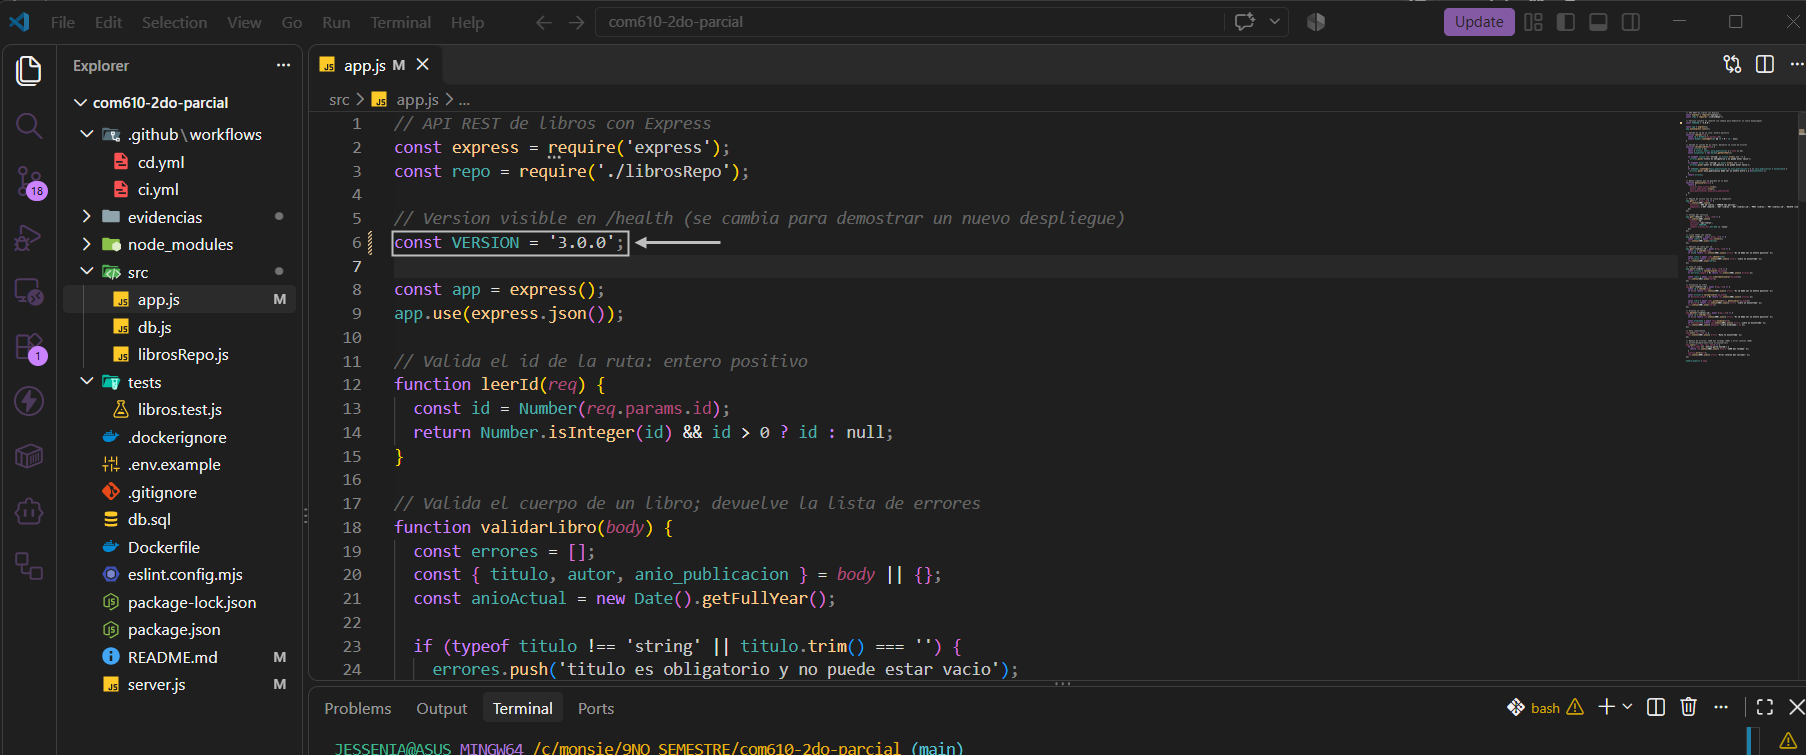 File Edit Selection View Go Run Terminal Help
com610-2do-parcial
Update
Explorer
com610-2do-parcial
.github\workflows
cd.yml
ci.yml
evidencias
node_modules
src
app.js M
db.js
librosRepo.js
tests
libros.test.js
.dockerignore
.env.example
.gitignore
db.sql
Dockerfile
eslint.config.mjs
package-lock.json
package.json
README.md M
server.js M
18
1
app.js M
src > app.js > ...
1 // API REST de libros con Express
2 const express = require('express');
3 const repo = require('./librosRepo');
4
5 // Version visible en /health (se cambia para demostrar un nuevo despliegue)
6 const VERSION = '3.0.0';
7
8 const app = express();
9 app.use(express.json());
10
11 // Valida el id de la ruta: entero positivo
12 function leerId(req) {
13 const id = Number(req.params.id);
14 return Number.isInteger(id) && id > 0 ? id : null;
15 }
16
17 // Valida el cuerpo de un libro; devuelve la lista de errores
18 function validarLibro(body) {
19 const errores = [];
20 const { titulo, autor, anio_publicacion } = body || {};
21 const anioActual = new Date().getFullYear();
22
23 if (typeof titulo !== 'string' || titulo.trim() === '') {
24 errores.push('titulo es obligatorio y no puede estar vacio');
Problems Output Terminal Ports
bash
JESSENIA@ASUS MINGW64 /c/monsie/9NO SEMESTRE/com610-2do-parcial (main)